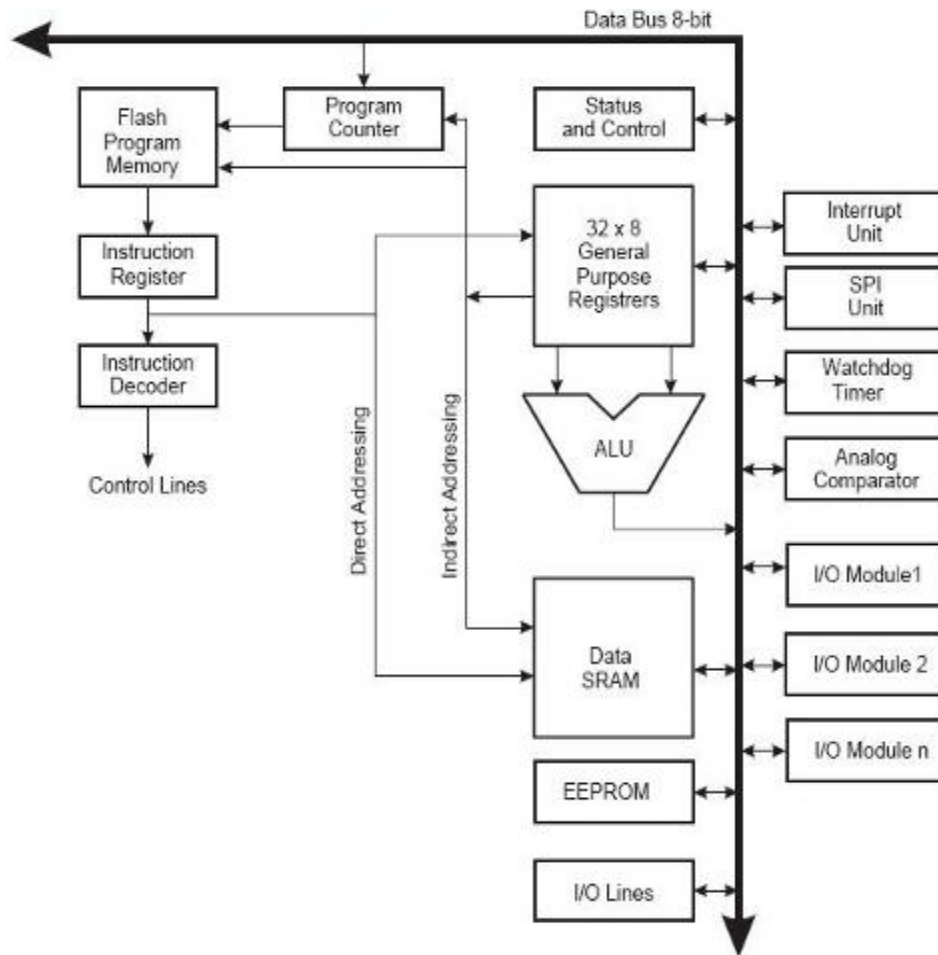 Data Bus 8-bit
Flash
Program
Memory
Program
Counter
Status
and Control
32 x 8
General
Purpose
Registrers
Interrupt
Unit
Instruction
Register
SPI
Unit
Instruction
Decoder
Watchdog
Timer
ALU
Analog
Comparator
Control Lines
Direct Addressing
Indirect Addressing
I/O Module1
Data
SRAM
I/O Module 2
I/O Module n
EEPROM
I/O Lines